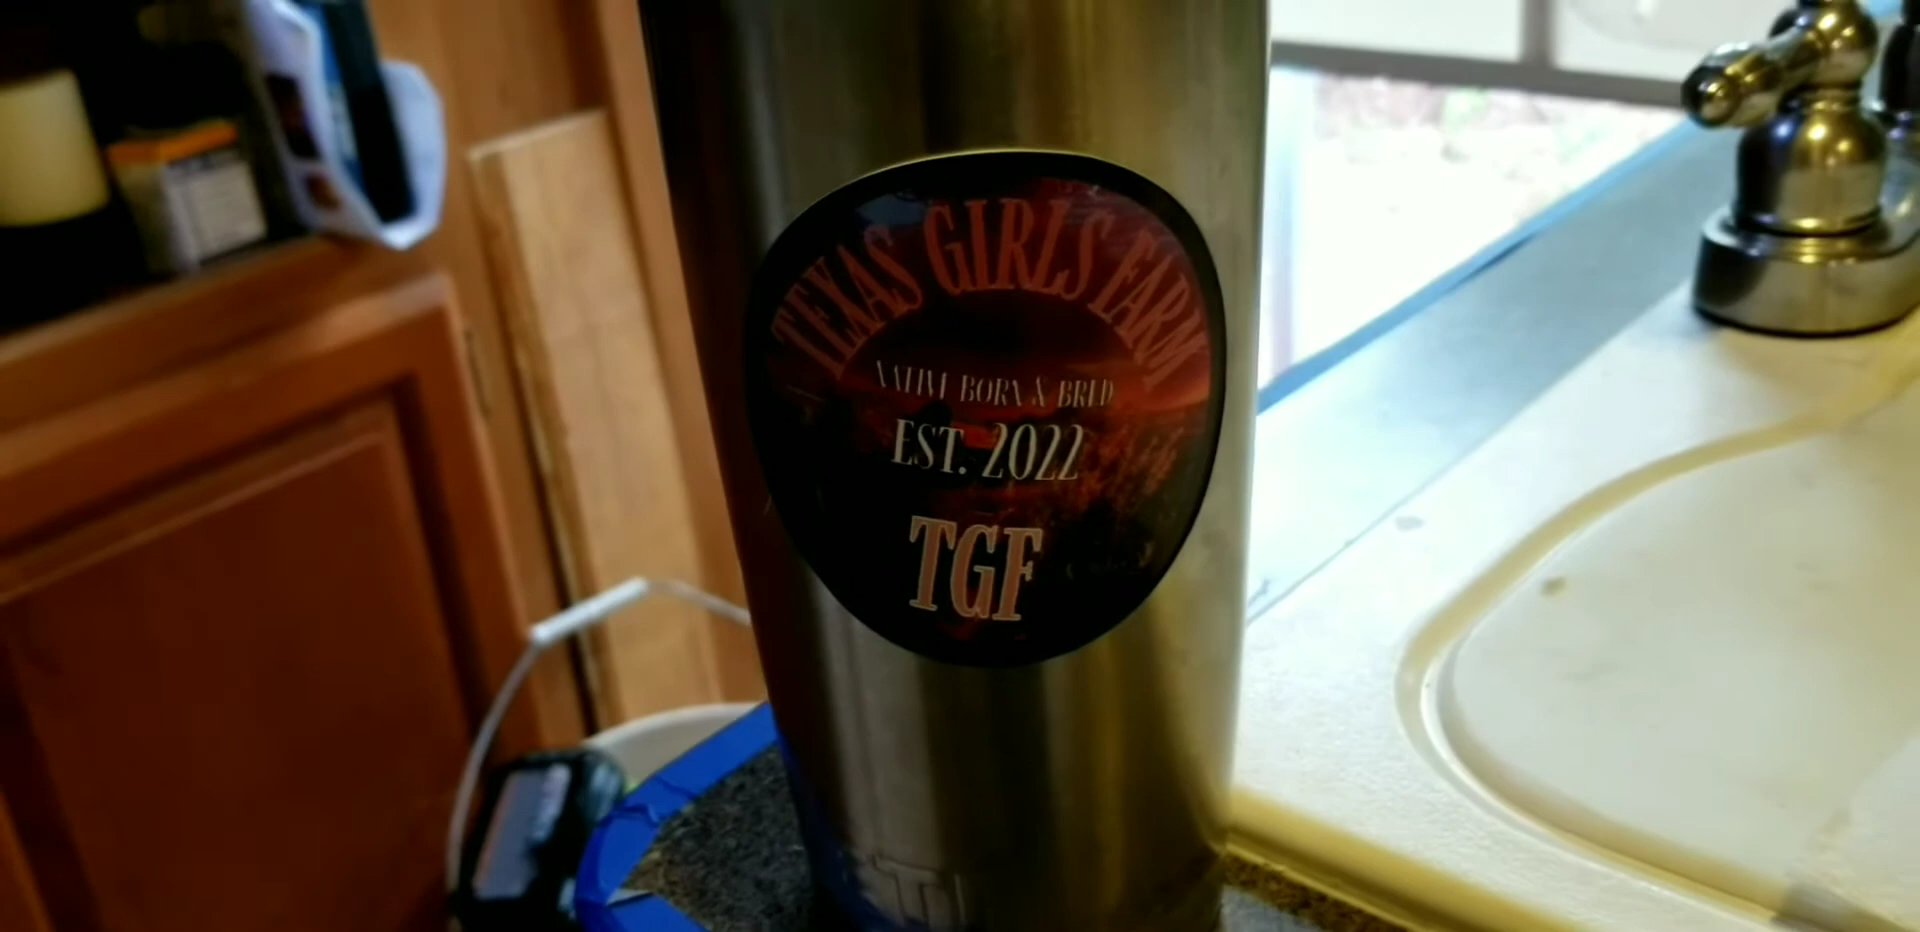 TEXAS GIRLS FARM
NATIVE BORN & BRED
EST. 2022
TGF